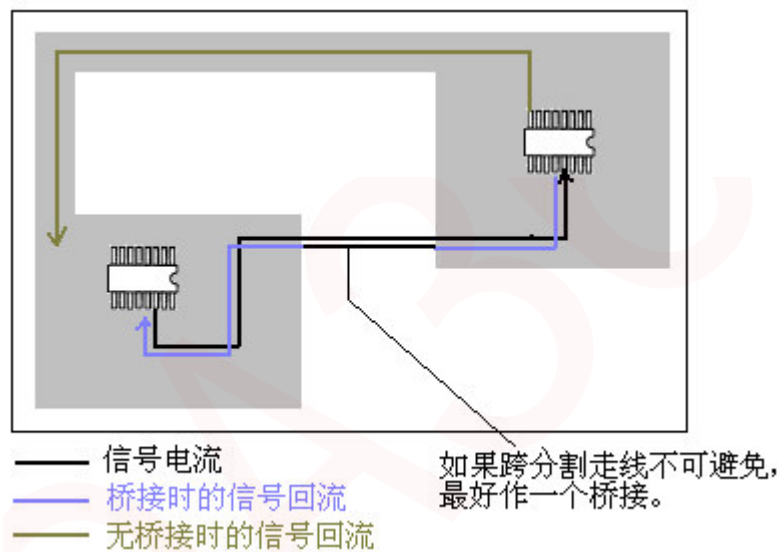 信号电流
桥接时的信号回流
无桥接时的信号回流
如果跨分割走线不可避免，
最好作一个桥接。